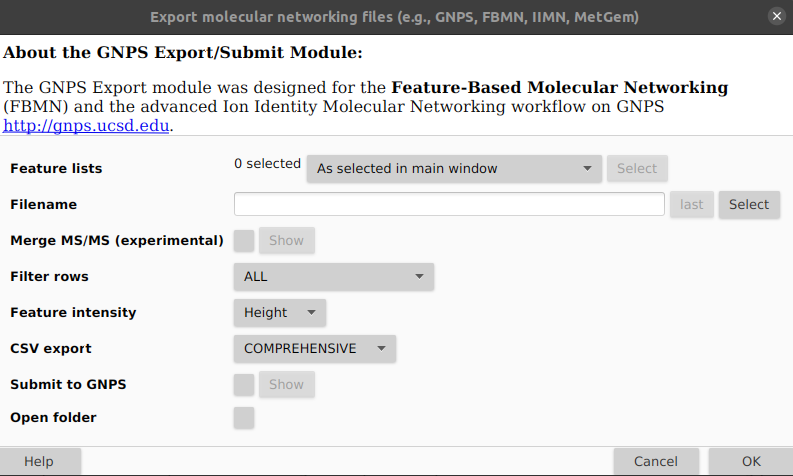 Export molecular networking files (e.g., GNPS, FBMN, IIMN, MetGem)
About the GNPS Export/Submit Module:
The GNPS Export module was designed for the Feature-Based Molecular Networking
(FBMN) and the advanced Ion Identity Molecular Networking workflow on GNPS
http://gnps.ucsd.edu.
Feature lists 0 selected As selected in main window Select
Filename last Select
Merge MS/MS (experimental) Show
Filter rows ALL
Feature intensity Height
CSV export COMPREHENSIVE
Submit to GNPS Show
Open folder
Help Cancel OK